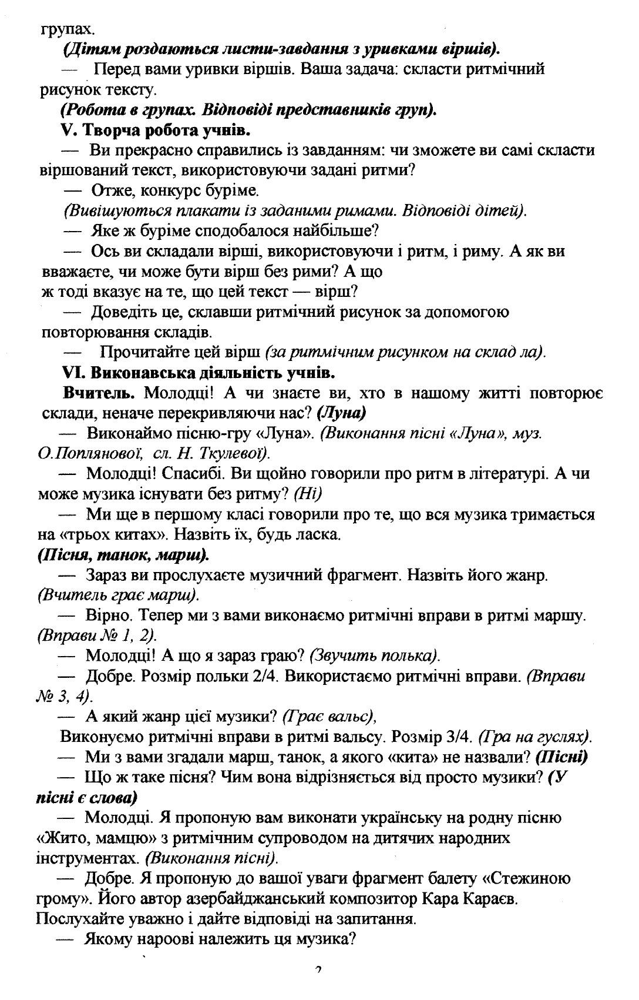 групах.
(Дітям роздаються листи-завдання з уривками віршів).
— Перед вами уривки віршів. Ваша задача: скласти ритмічний
рисунок тексту.
(Робота в групах. Відповіді представників груп).
V. Творча робота учнів.
— Ви прекрасно справились із завданням: чи зможете ви самі скласти
віршований текст, використовуючи задані ритми?
— Отже, конкурс буріме.
(Вивішуються плакати із заданими римами. Відповіді дітей).
— Яке ж буріме сподобалося найбільше?
— Ось ви складали вірші, використовуючи і ритм, і риму. А як ви
вважаєте, чи може бути вірш без рими? А що
ж тоді вказує на те, що цей текст — вірш?
— Доведіть це, склавши ритмічний рисунок за допомогою
повторювання складів.
— Прочитайте цей вірш (за ритмічним рисунком на склад ла).
VI. Виконавська діяльність учнів.
Вчитель. Молодці! А чи знаєте ви, хто в нашому житті повторює
склади, неначе перекривляючи нас? (Луна)
— Виконаймо пісню-гру «Луна». (Виконання пісні «Луна», муз.
О.Поплянової, сл. Н. Ткулевої).
— Молодці! Спасибі. Ви щойно говорили про ритм в літературі. А чи
може музика існувати без ритму? (Ні)
— Ми ще в першому класі говорили про те, що вся музика тримається
на «трьох китах». Назвіть їх, будь ласка.
(Пісня, танок, марш).
— Зараз ви прослухаєте музичний фрагмент. Назвіть його жанр.
(Вчитель грає марш).
— Вірно. Тепер ми з вами виконаємо ритмічні вправи в ритмі маршу.
(Вправи № 1, 2).
— Молодці! А що я зараз граю? (Звучить полька).
— Добре. Розмір польки 2/4. Використаємо ритмічні вправи. (Вправи
№ 3, 4).
— А який жанр цієї музики? (Грає вальс),
Виконуємо ритмічні вправи в ритмі вальсу. Розмір 3/4. (Гра на гуслях).
— Ми з вами згадали марш, танок, а якого «кита» не назвали? (Пісні)
— Що ж таке пісня? Чим вона відрізняється від просто музики? (У
пісні є слова)
— Молодці. Я пропоную вам виконати українську на родну пісню
«Жито, мамцю» з ритмічним супроводом на дитячих народних
інструментах. (Виконання пісні).
— Добре. Я пропоную до вашої уваги фрагмент балету «Стежиною
грому». Його автор азербайджанський композитор Кара Караєв.
Послухайте уважно і дайте відповіді на запитання.
— Якому нароові належить ця музика?